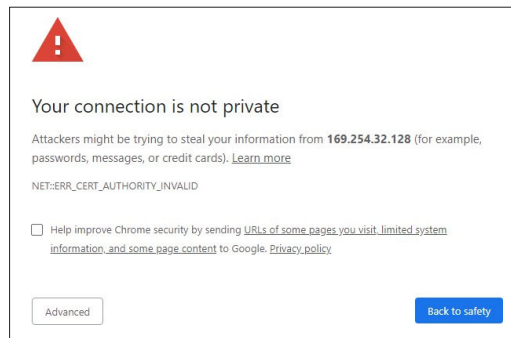 Your connection is not private
Attackers might be trying to steal your information from 169.254.32.128 (for example,
passwords, messages, or credit cards). Learn more
NET::ERR_CERT_AUTHORITY_INVALID
Help improve Chrome security by sending URLs of some pages you visit, limited system
information, and some page content to Google. Privacy policy
Advanced
Back to safety